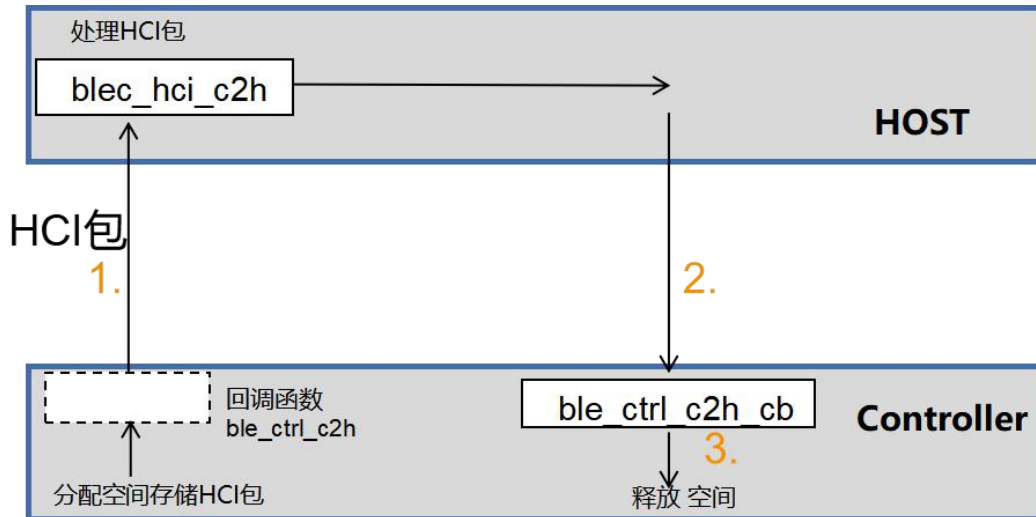 处理HCI包
blec_hci_c2h
HOST
HCI包
1.
2.
回调函数
ble_ctrl_c2h
ble_ctrl_c2h_cb
Controller
3.
分配空间存储HCI包
释放 空间